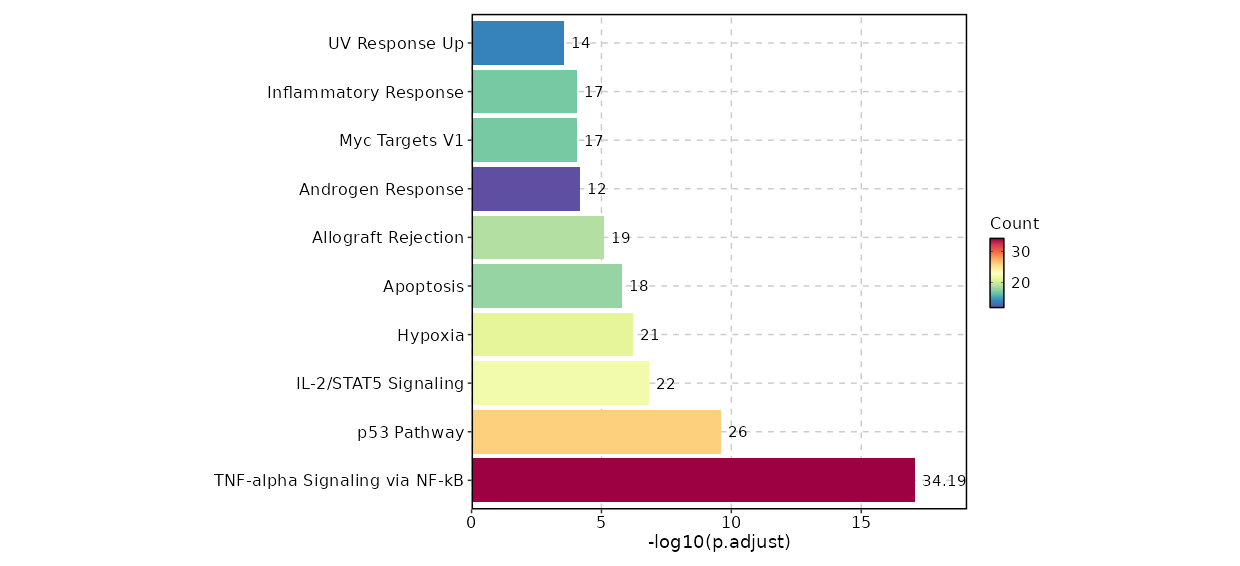 UV Response Up
14
Inflammatory Response
17
Myc Targets V1
17
Androgen Response
12
Allograft Rejection
19
Apoptosis
18
Hypoxia
21
IL-2/STAT5 Signaling
22
p53 Pathway
26
TNF-alpha Signaling via NF-kB
34.19
0 5 10 15
-log10(p.adjust)
Count
30
20